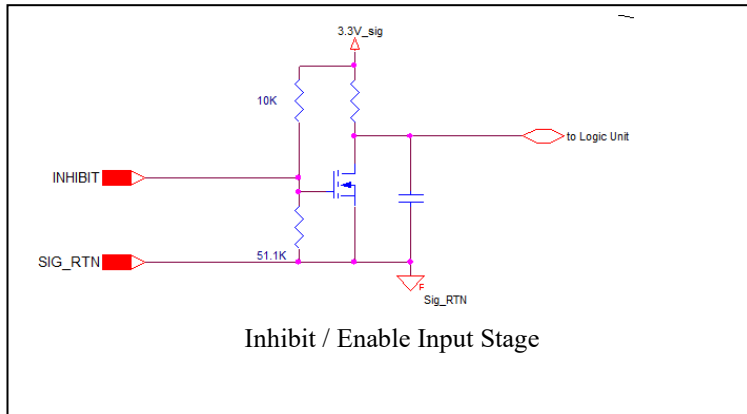 3.3V_sig
10K
to Logic Unit
INHIBIT
51.1K
SIG_RTN
F
Sig_RTN
Inhibit / Enable Input Stage